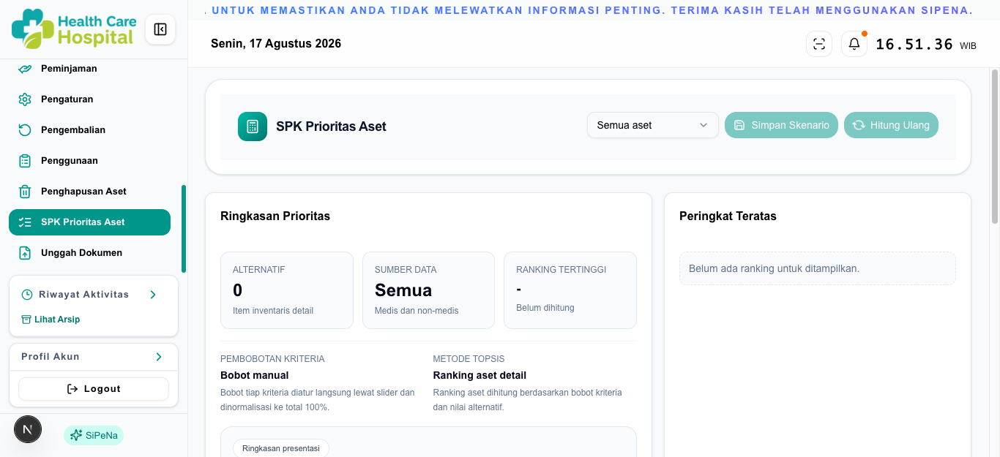 . UNTUK MEMASTIKAN ANDA TIDAK MELEWATKAN INFORMASI PENTING. TERIMA KASIH TELAH MENGGUNAKAN SIPENA.
Health Care
Hospital
Senin, 17 Agustus 2026
16.51.36 WIB
Peminjaman
Pengaturan
Pengembalian
Penggunaan
Penghapusan Aset
SPK Prioritas Aset
Unggah Dokumen
Riwayat Aktivitas
Lihat Arsip
Profil Akun
Logout
N
SiPeNa
SPK Prioritas Aset
Semua aset
Simpan Skenario
Hitung Ulang
Ringkasan Prioritas
ALTERNATIF
0
Item inventaris detail
SUMBER DATA
Semua
Medis dan non-medis
RANKING TERTINGGI
-
Belum dihitung
PEMBOBOTAN KRITERIA
Bobot manual
Bobot tiap kriteria diatur langsung lewat slider dan
dinormalisasi ke total 100%.
METODE TOPSIS
Ranking aset detail
Ranking aset dihitung berdasarkan bobot kriteria
dan nilai alternatif.
Ringkasan presentasi
Peringkat Teratas
Belum ada ranking untuk ditampilkan.